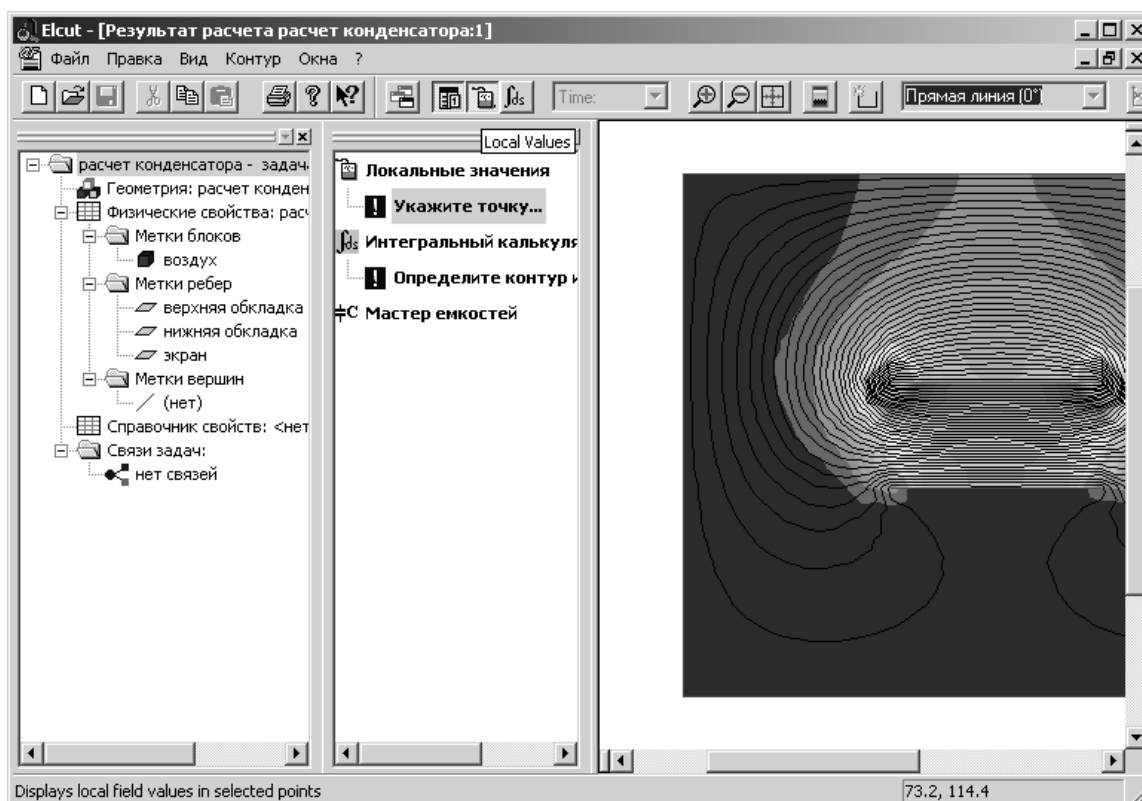 Elcut - [Результат расчета расчет конденсатора:1]
Файл Правка Вид Контур Окна ?
Time:
Прямая линия (0°)
Local Values
расчет конденсатора - задача
Геометрия: расчет конден
Физические свойства: рас
Метки блоков
воздух
Метки ребер
верхняя обкладка
нижняя обкладка
экран
Метки вершин
(нет)
Справочник свойств: <нет
Связи задач:
нет связей
Локальные значения
Укажите точку...
Интегральный калькуля
Определите контур и
Мастер емкостей
Displays local field values in selected points
73.2, 114.4